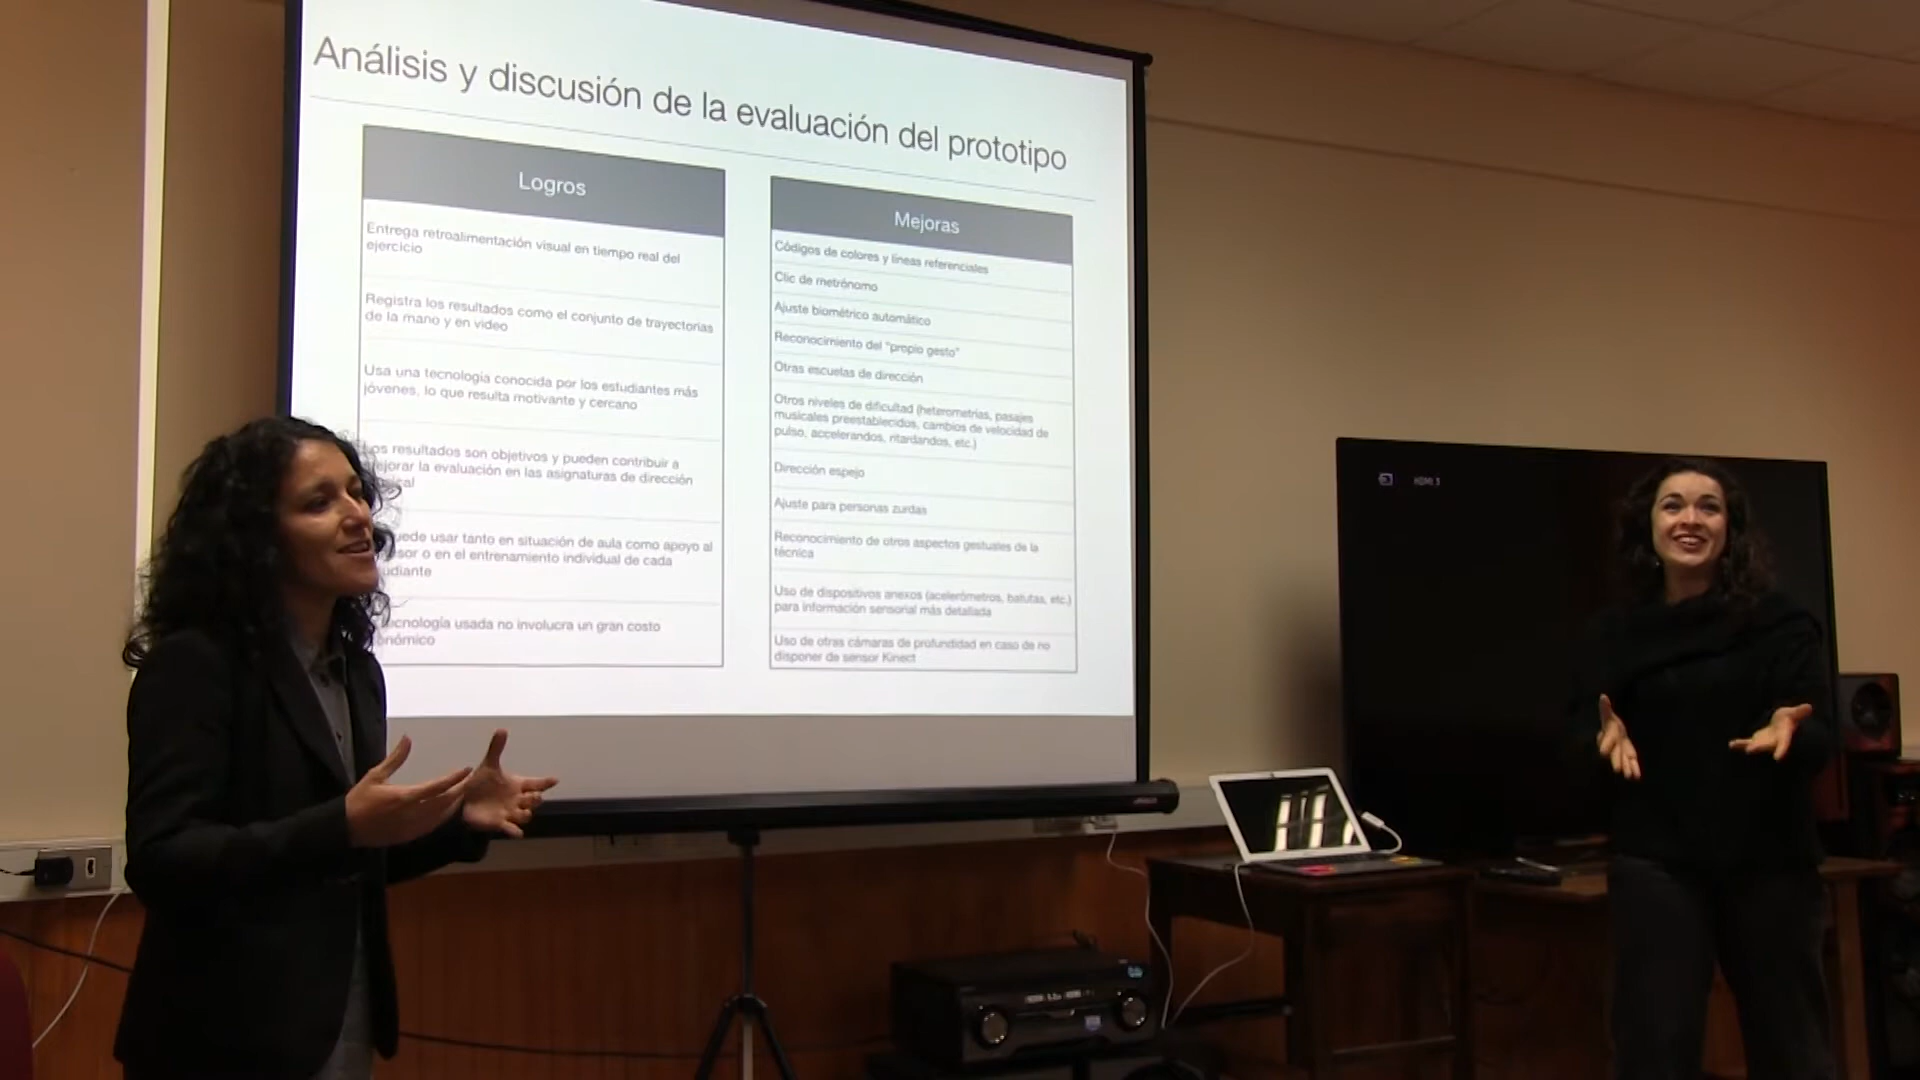 Análisis y discusión de la evaluación del prototipo
Logros
Entrega retroalimentación visual en tiempo real del
ejercicio
Registra los resultados como el conjunto de trayectorias
de la mano y en video
Usa una tecnología conocida por los estudiantes más
jóvenes, lo que resulta motivante y cercano
os resultados son objetivos y pueden contribuir a
ejorar la evaluación en las asignaturas de dirección
sical
uede usar tanto en situación de aula como apoyo al
sor o en el entrenamiento individual de cada
udiante
tecnología usada no involucra un gran costo
onómico
Mejoras
Códigos de colores y líneas referenciales
Clic de metrónomo
Ajuste biométrico automático
Reconocimiento del "propio gesto"
Otras escuelas de dirección
Otros niveles de dificultad (heterometrías, pasajes
musicales preestablecidos, cambios de velocidad de
pulso, accelerandos, ritardandos, etc.)
Dirección espejo
Ajuste para personas zurdas
Reconocimiento de otros aspectos gestuales de la
técnica
Uso de dispositivos anexos (acelerómetros, batutas, etc.)
para información sensorial más detallada
Uso de otras cámaras de profundidad en caso de no
disponer de sensor Kinect
HDMI 3